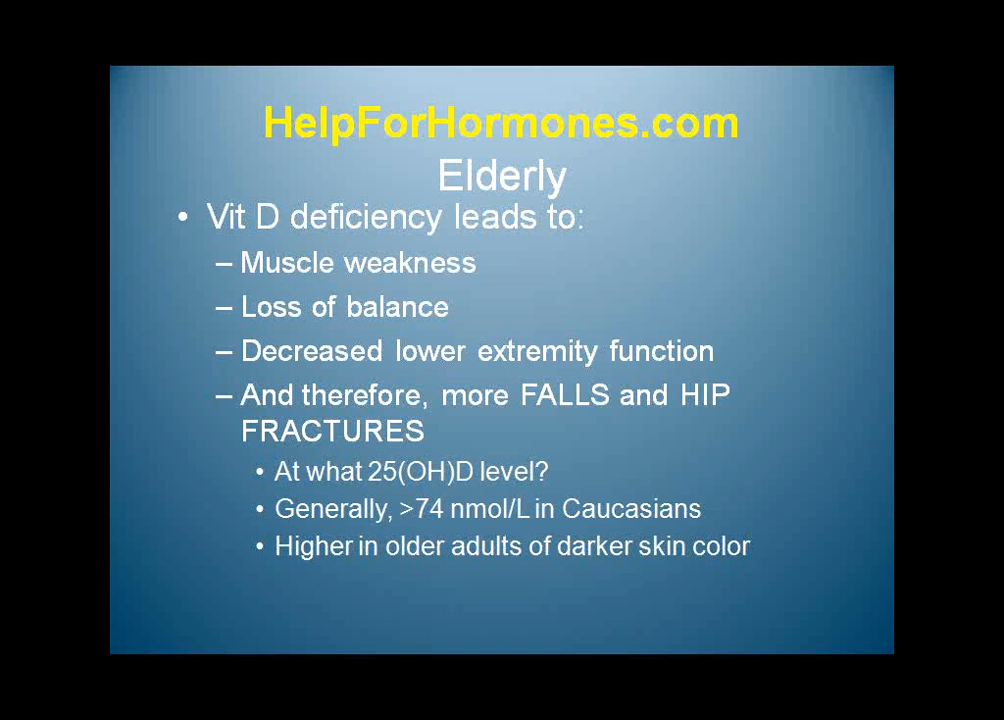 HelpForHormones.com
Elderly
• Vit D deficiency leads to:
– Muscle weakness
– Loss of balance
– Decreased lower extremity function
– And therefore, more FALLS and HIP
FRACTURES
• At what 25(OH)D level?
• Generally, >74 nmol/L in Caucasians
• Higher in older adults of darker skin color